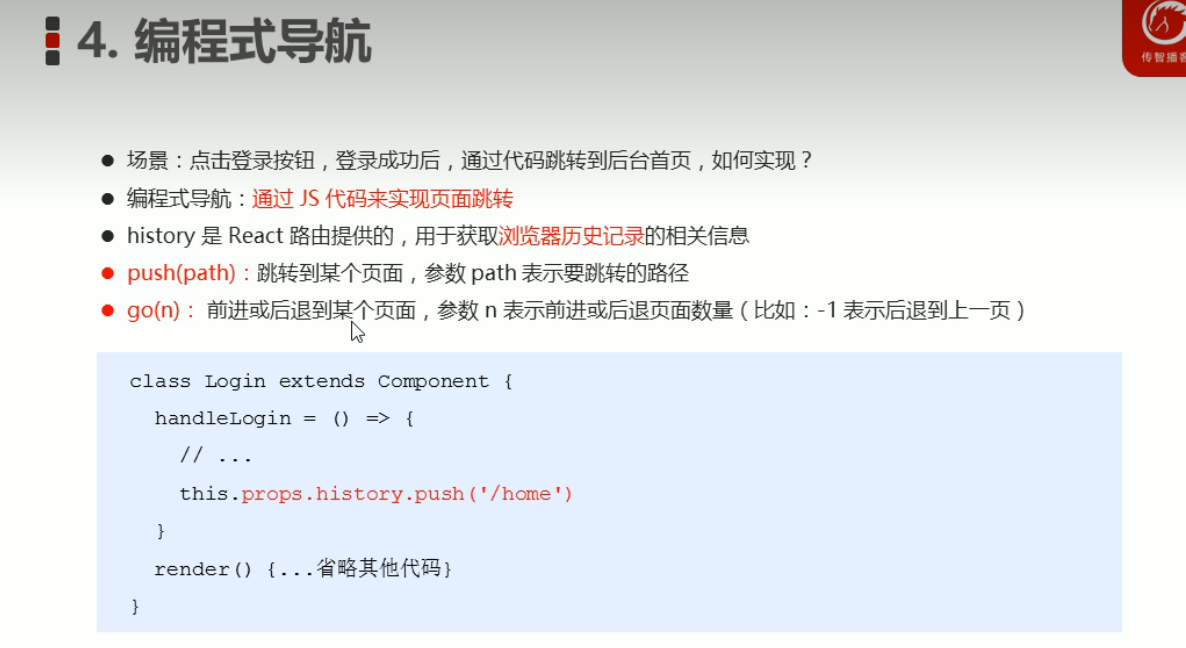 4. 编程式导航
传智播客
● 场景：点击登录按钮，登录成功后，通过代码跳转到后台首页，如何实现？
● 编程式导航：通过 JS 代码来实现页面跳转
● history 是 React 路由提供的，用于获取浏览器历史记录的相关信息
● push(path)：跳转到某个页面，参数 path 表示要跳转的路径
● go(n)： 前进或后退到某个页面，参数 n 表示前进或后退页面数量（比如：-1 表示后退到上一页）
class Login extends Component {
handleLogin = () => {
// ...
this.props.history.push('/home')
}
render() {...省略其他代码}
}